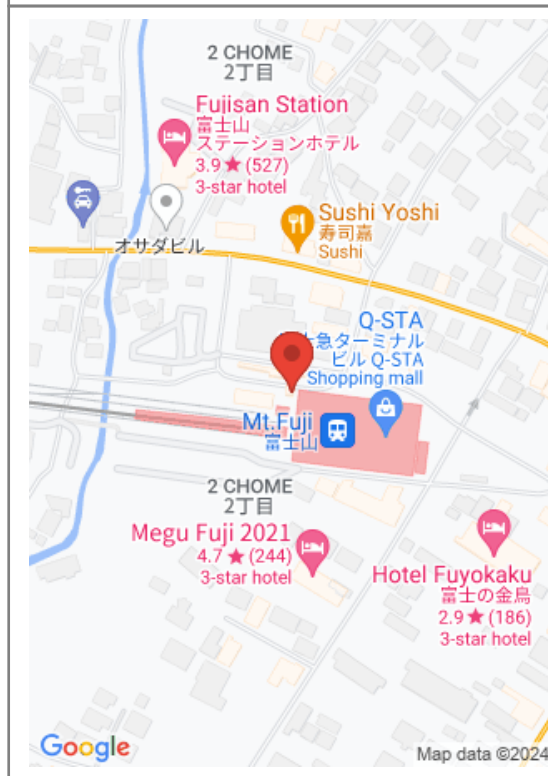 2 CHOME
2丁目
Fujisan Station
富士山
ステーションホテル
3.9 ★ (527)
3-star hotel
オサダビル
Sushi Yoshi
寿司嘉
Sushi
Q-STA
士急ターミナル
ビル Q-STA
Shopping mall
Mt.Fuji
富士山
2 CHOME
2丁目
Megu Fuji 2021
4.7 ★ (244)
3-star hotel
Hotel Fuyokaku
富士の金鳥
2.9 ★ (186)
3-star hotel
Google
Map data ©2024